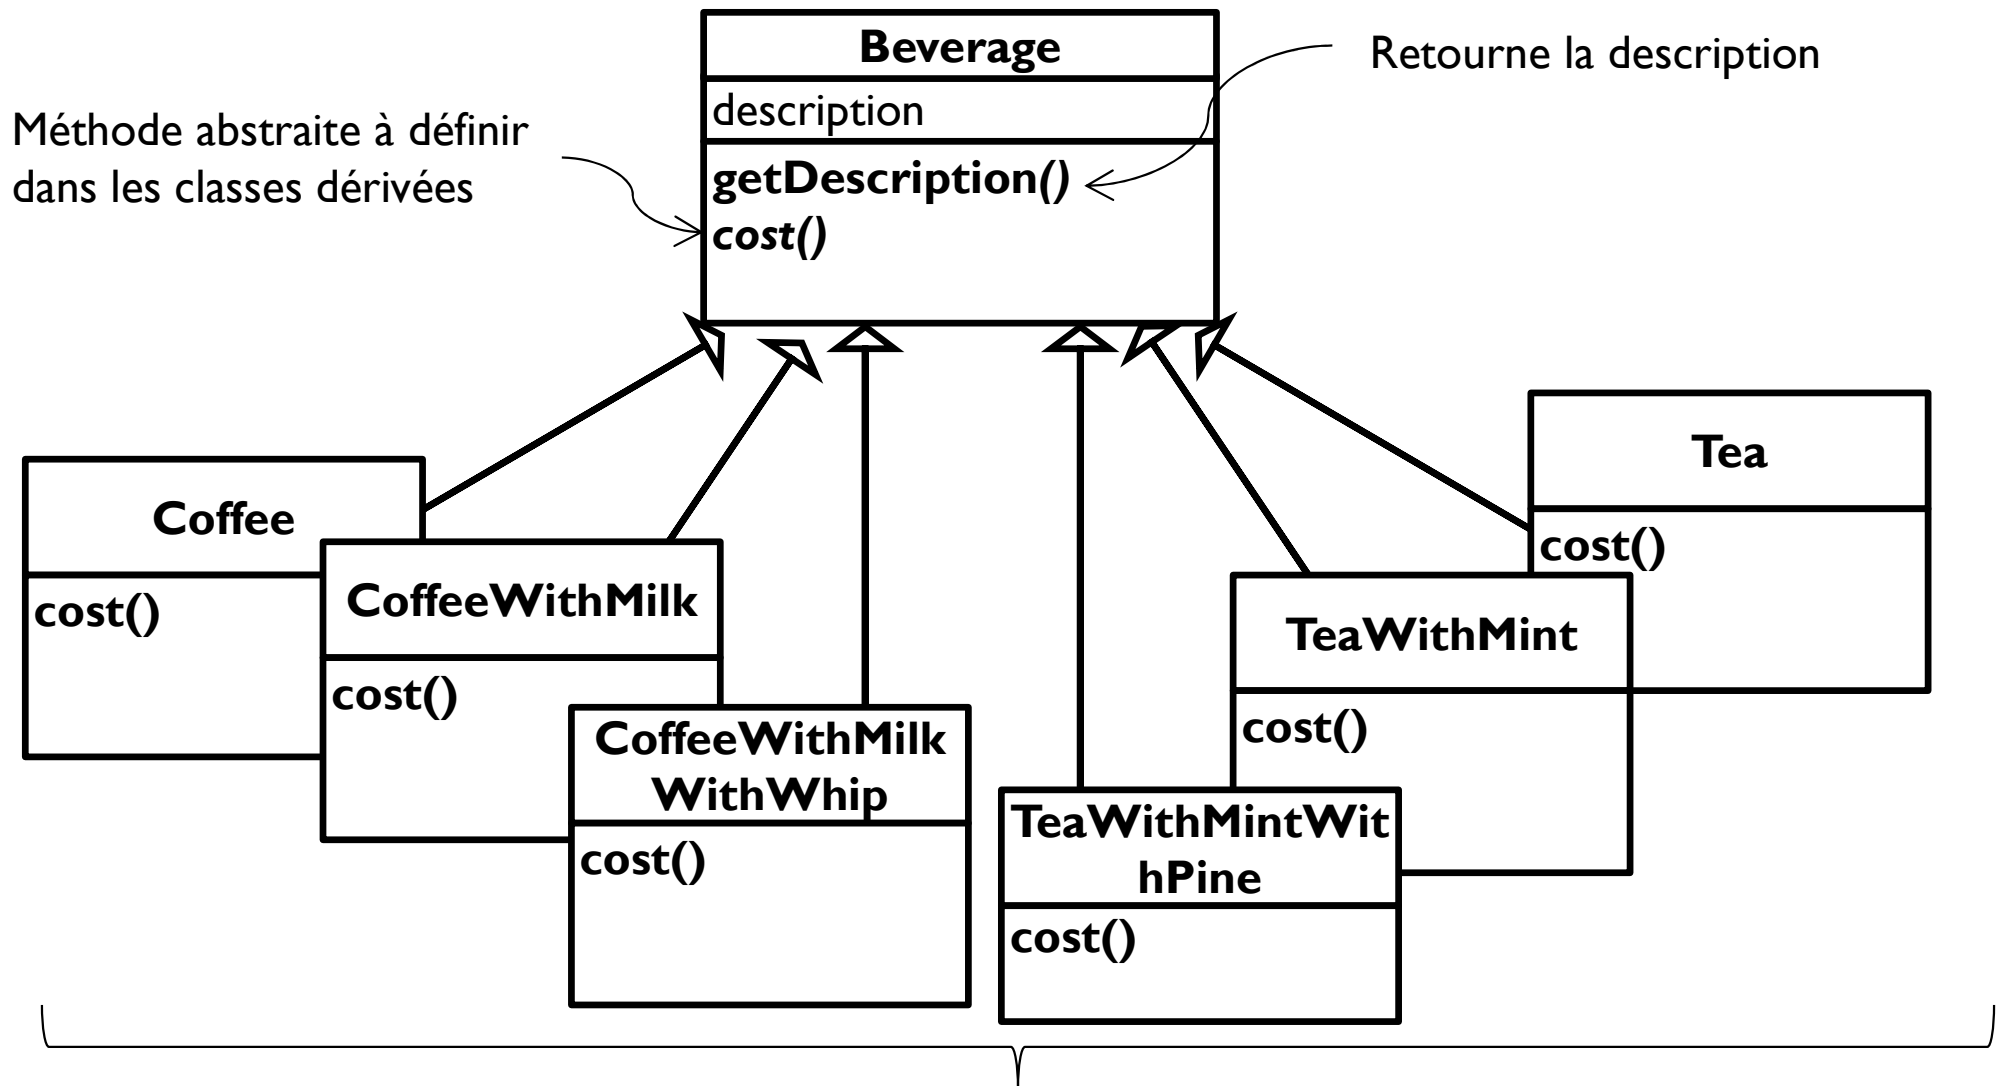 Beverage
Retourne la description
description
Méthode abstraite à définir
dans les classes dérivées
getDescription()
cost()
Coffee
cost()
CoffeeWithMilk
cost()
CoffeeWithMilk
WithWhip
cost()
Tea
cost()
TeaWithMint
cost()
TeaWithMintWit
hPine
cost()